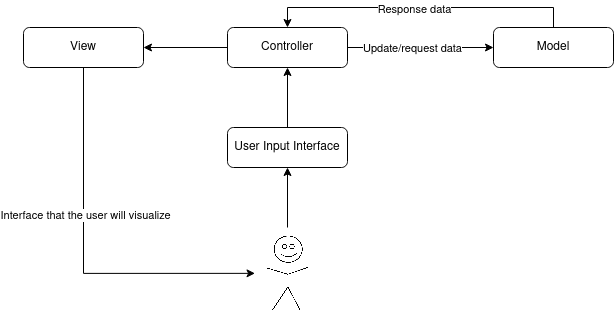 Response data
View
Controller
Update/request data
Model
User Input Interface
Interface that the user will visualize